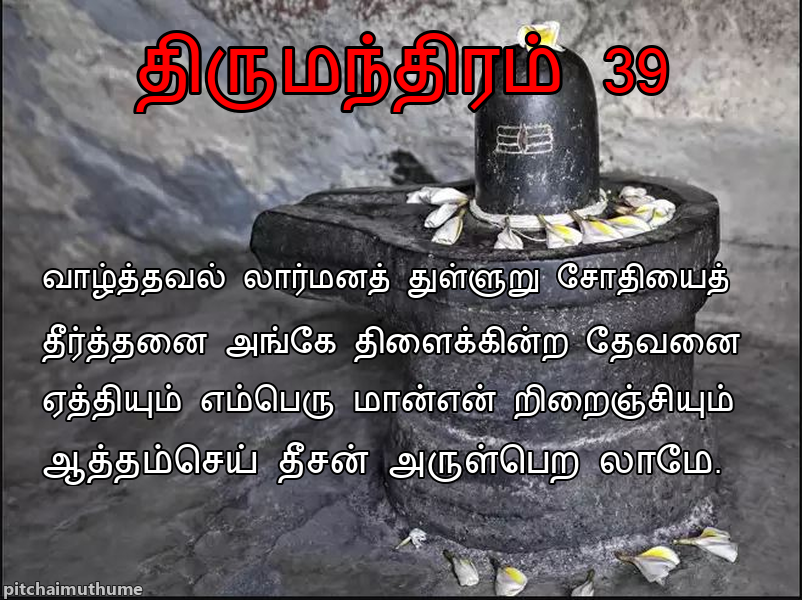 திருமந்திரம் 39
வாழ்த்தவல் லார்மனத் துள்ளுறு சோதியைத்
தீர்த்தனை அங்கே திளைக்கின்ற தேவனை
ஏத்தியும் எம்பெரு மான்என் றிறைஞ்சியும்
ஆத்தம்செய் தீசன் அருள்பெற லாமே.
pitchaimuthume